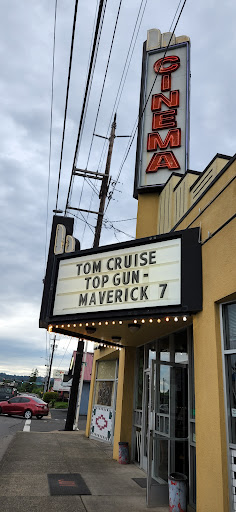 CINEMA
TOM CRUISE
TOP GUN -
MAVERICK 7